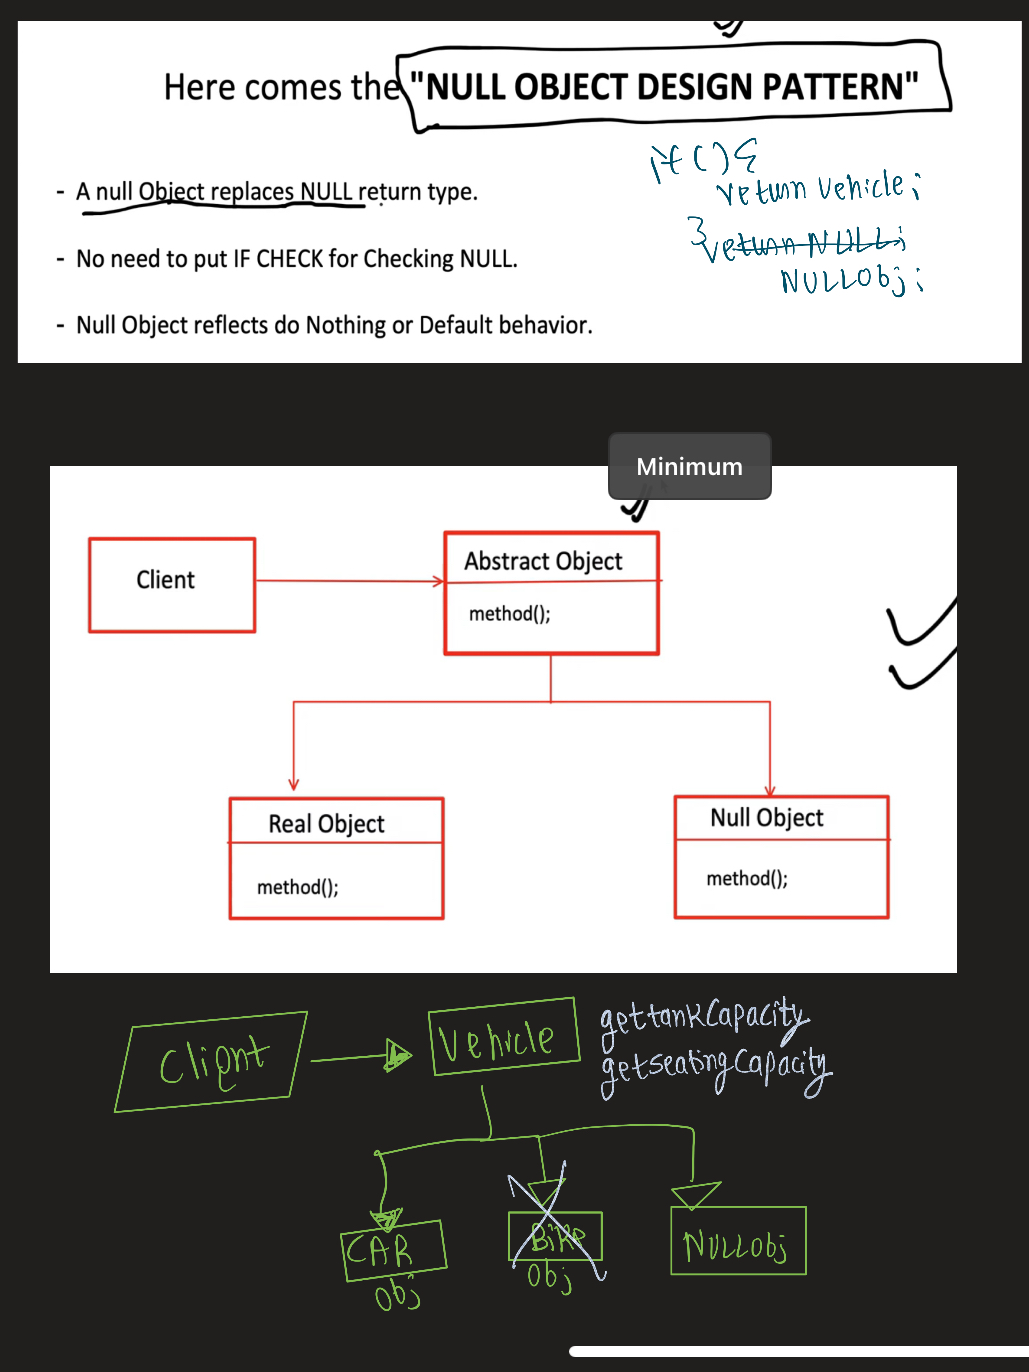 Here comes the "NULL OBJECT DESIGN PATTERN"
if () {
- A null Object replaces NULL return type.
return vehicle;
} return NULL;
- No need to put IF CHECK for Checking NULL.
NULLObj;
- Null Object reflects do Nothing or Default behavior.
Minimum
Client
Abstract Object
method();
Real Object
method();
Null Object
method();
Client
Vehicle
gettankCapacity
getseatingCapacity
CAR
obj
Bike
obj
NULLobj